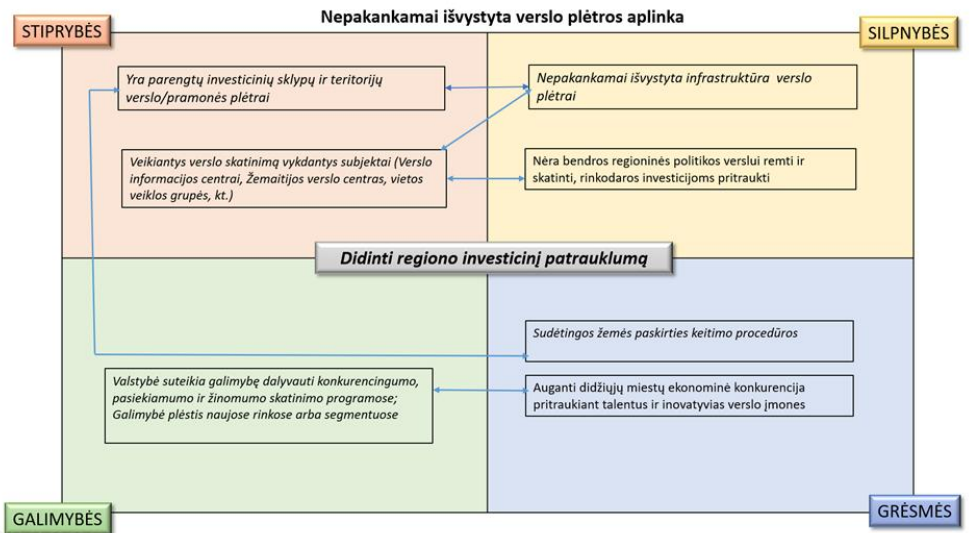 Nepakankamai išvystyta verslo plėtros aplinka
STIPRYBĖS
SILPNYBĖS
Yra parengtų investicinių sklypų ir teritorijų
verslo/pramonės plėtrai
Nepakankamai išvystyta infrastruktūra verslo
plėtrai
Veikiantys verslo skatinimą vykdantys subjektai (Verslo
informacijos centrai, Žemaitijos verslo centras, vietos
veiklos grupės, kt.)
Nėra bendros regioninės politikos verslui remti ir
skatinti, rinkodaros investicijoms pritraukti
Didinti regiono investicinį patrauklumą
Sudėtingos žemės paskirties keitimo procedūros
Valstybė suteikia galimybę dalyvauti konkurencingumo,
pasiekiamumo ir žinomumo skatinimo programose;
Galimybė plėstis naujose rinkose arba segmentuose
Auganti didžiųjų miestų ekonominė konkurencija
pritraukiant talentus ir inovatyvias verslo įmones
GALIMYBĖS
GRĖSMĖS